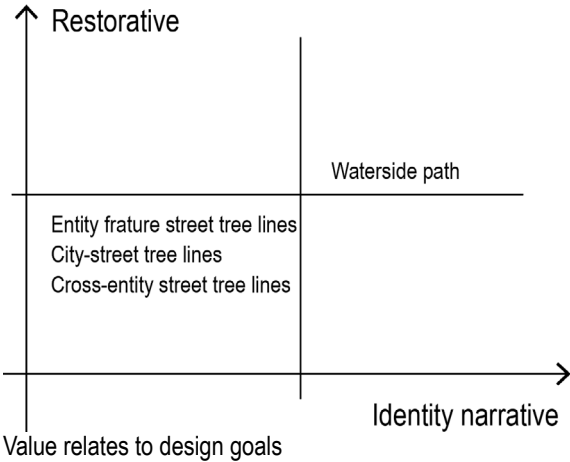 Restorative
Waterside path
Entity frature street tree lines
City-street tree lines
Cross-entity street tree lines
Identity narrative
Value relates to design goals